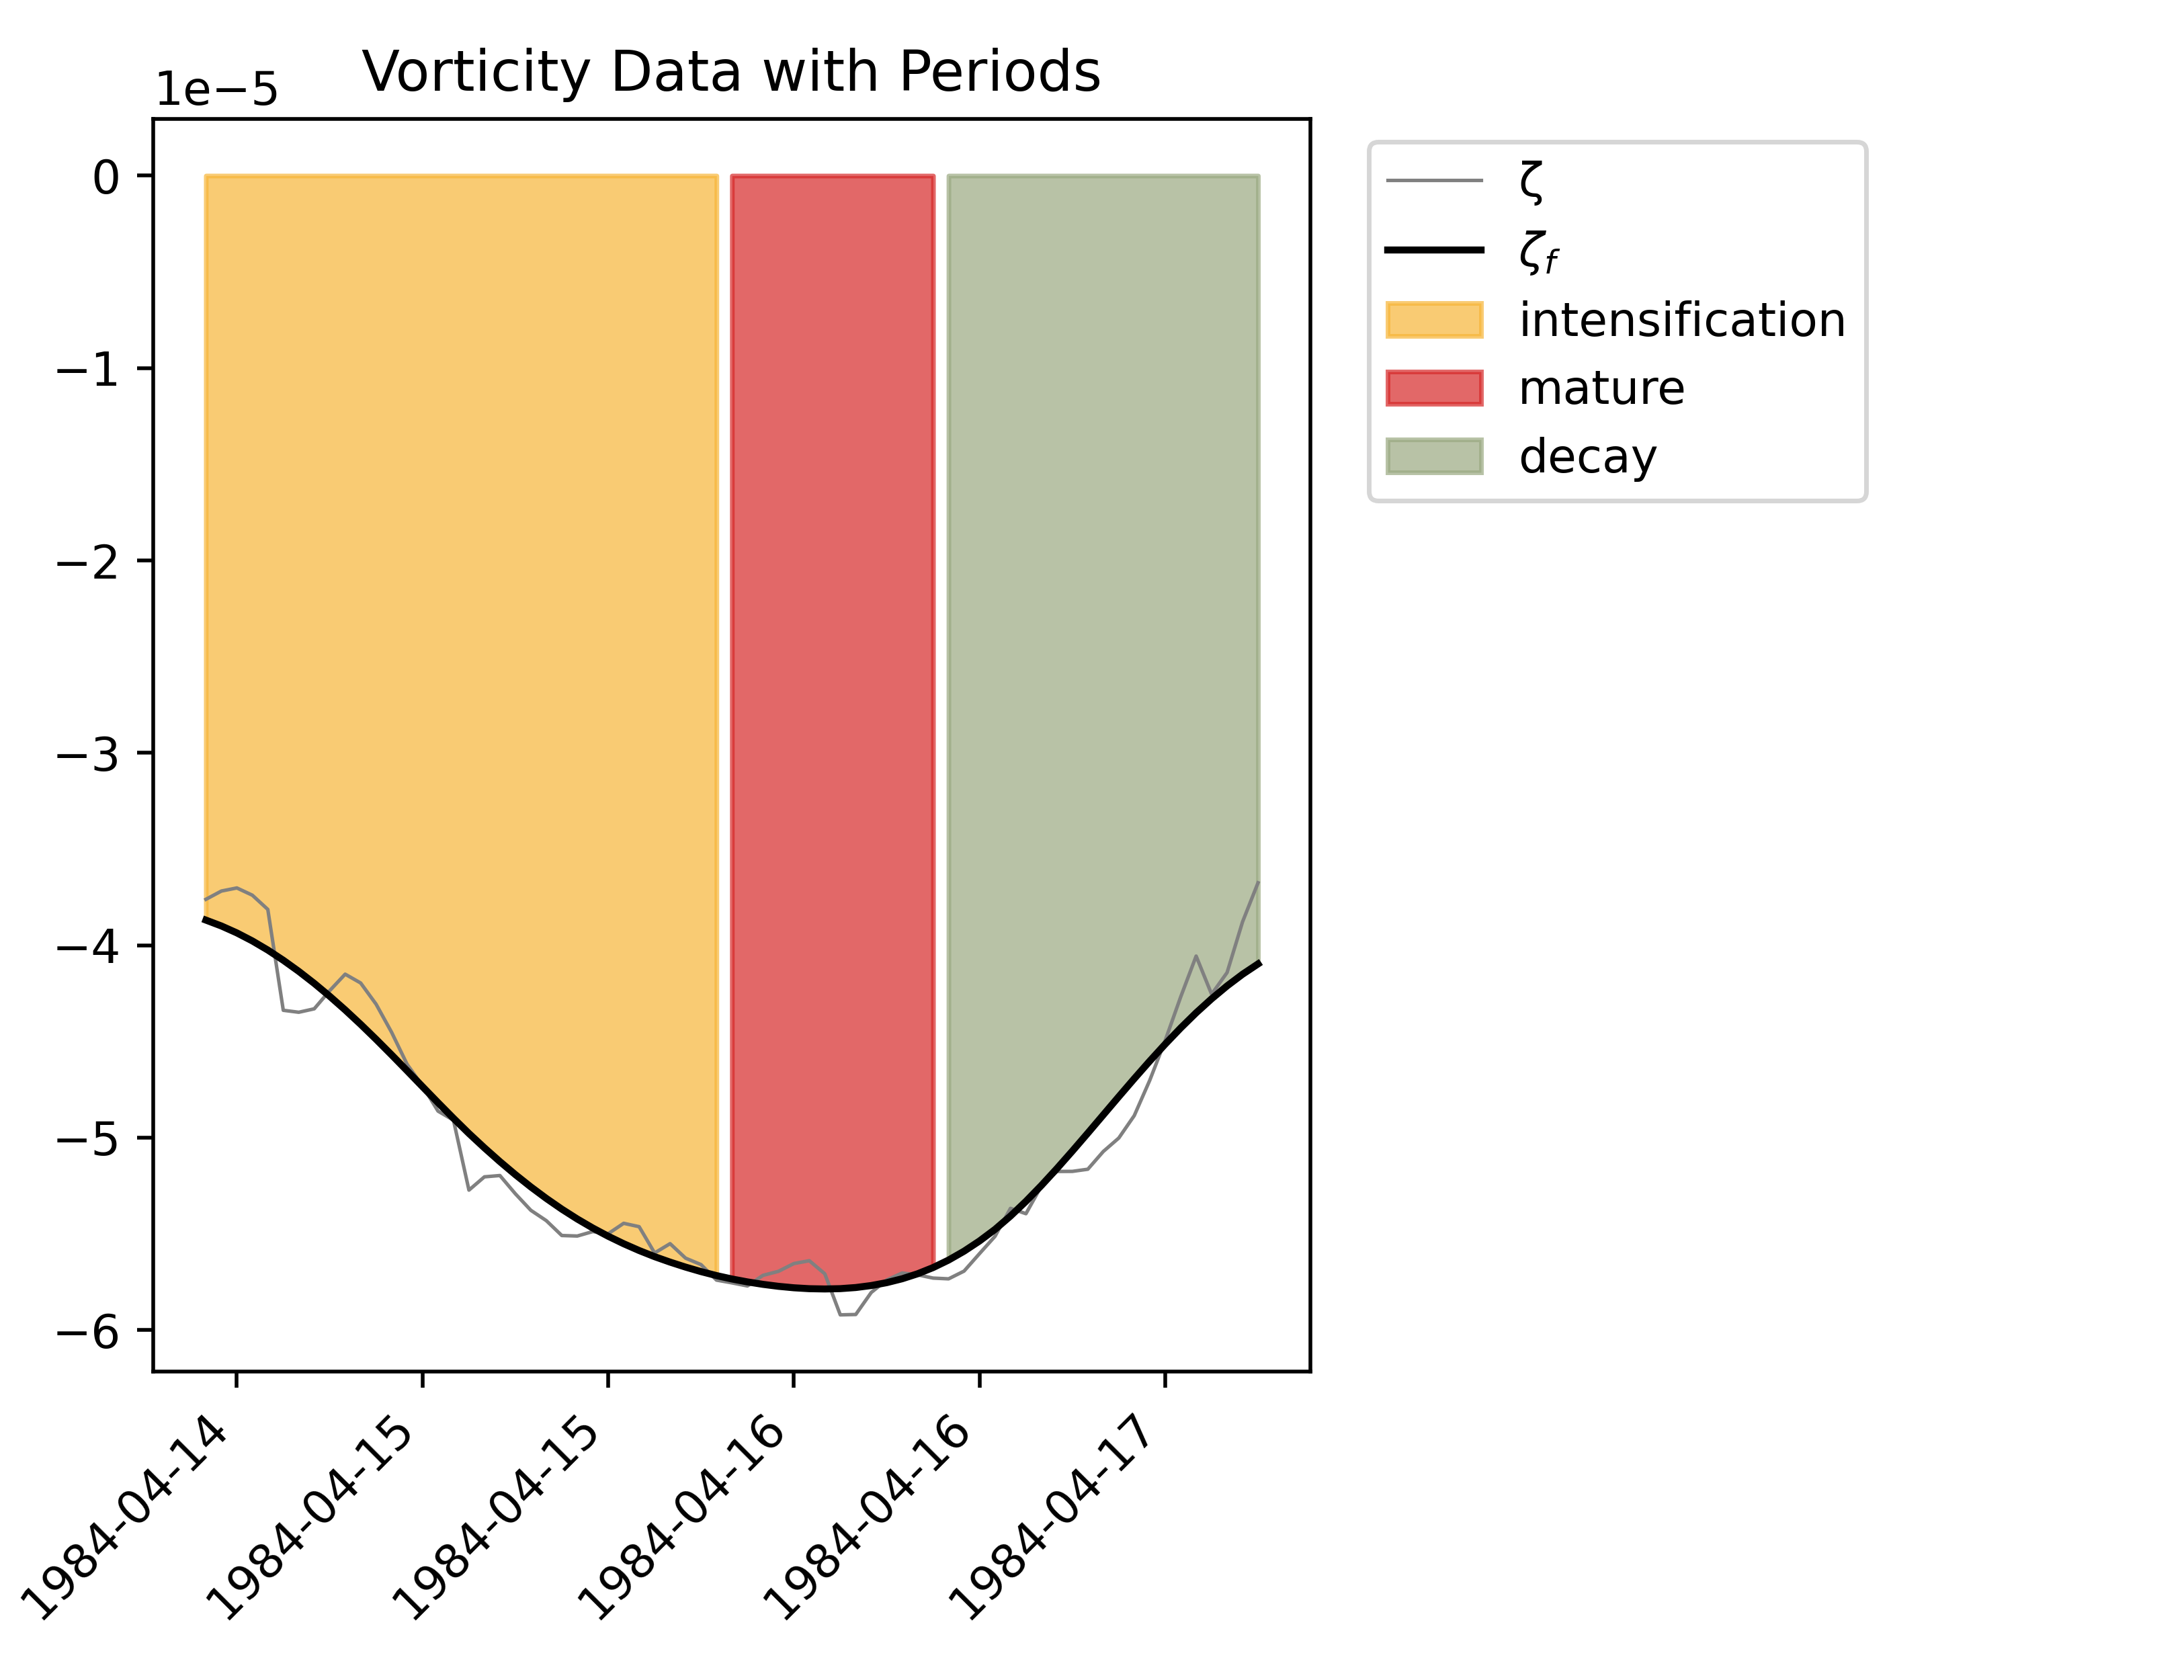 Vorticity Data with Periods
1e−5
0
−1
−2
−3
−4
−5
−6
1984-04-14
1984-04-15
1984-04-15
1984-04-16
1984-04-16
1984-04-17
ζ
ζf
intensification
mature
decay